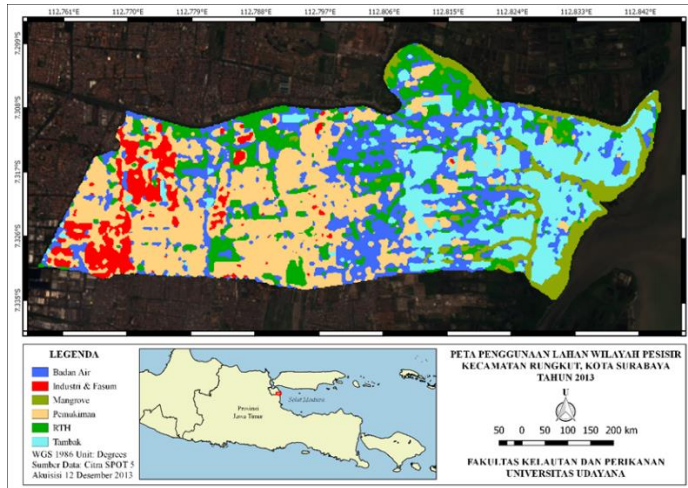 112.761°E 112.770°E 112.779°E 112.788°E 112.797°E 112.806°E 112.815°E 112.824°E 112.833°E 112.842°E
7.299°S
7.308°S
7.317°S
7.326°S
7.335°S
LEGENDA
Badan Air
Industri & Fasum
Mangrove
Pemukiman
RTH
Tambak
WGS 1986 Unit: Degrees
Sumber Data: Citra SPOT 5
Akuisisi 12 Desember 2013
Provinsi
Jawa Timur
Selat Madura
PETA PENGGUNAAN LAHAN WILAYAH PESISIR
KECAMATAN RUNGKUT, KOTA SURABAYA
TAHUN 2013
U
50 0 50 100 150 200 km
FAKULTAS KELAUTAN DAN PERIKANAN
UNIVERSITAS UDAYANA